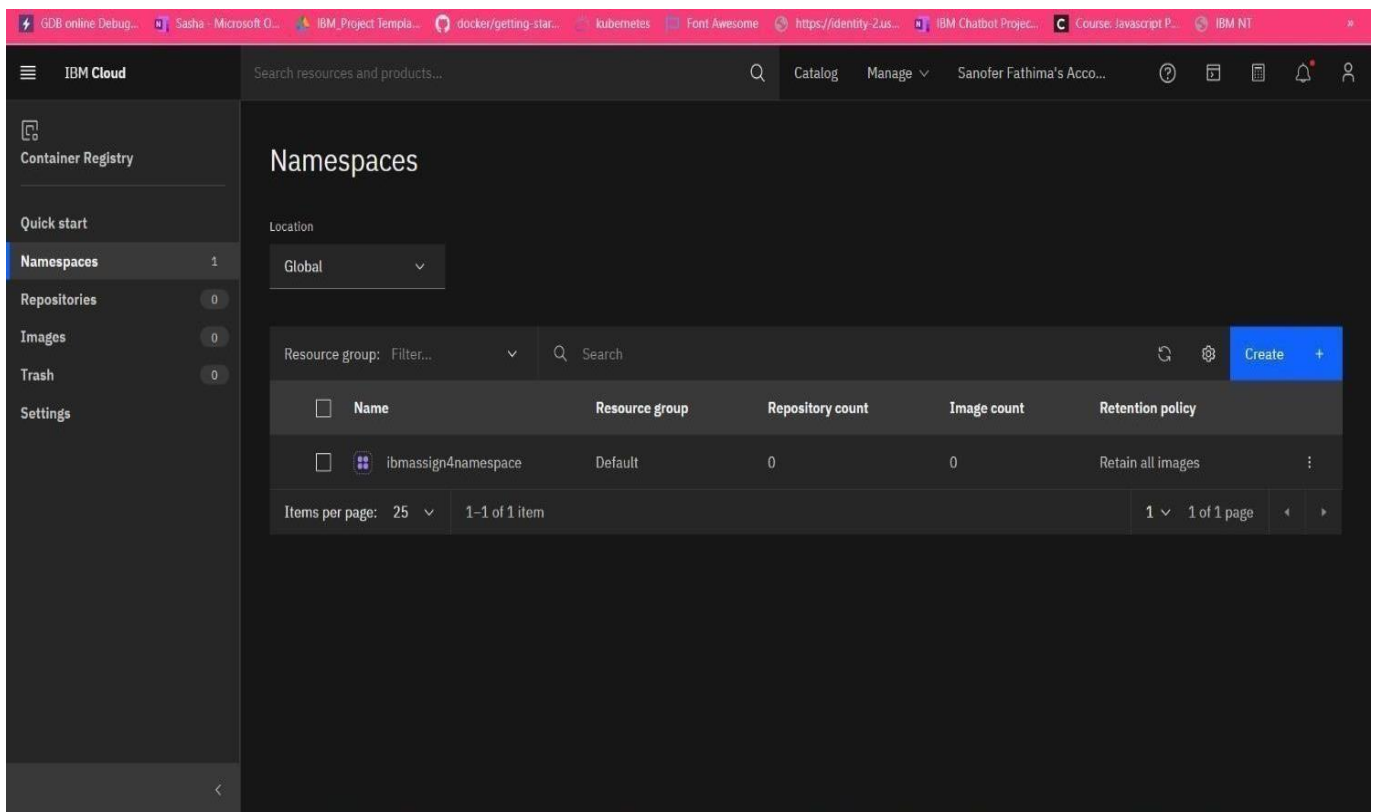 GDB online Debug... Sasha - Microsoft O... IBM_Project Templa... docker/getting-star... kubernetes Font Awesome https://identity-2.us... IBM Chatbot Projec... Course: Javascript P... IBM NT »
IBM Cloud Search resources and products... Catalog Manage Sanofer Fathima's Acco...
Container Registry
Namespaces
Quick start
Namespaces 1
Repositories 0
Images 0
Trash 0
Settings
Location
Global
Resource group: Filter... Search Create +
Name Resource group Repository count Image count Retention policy
ibmassign4namespace Default 0 0 Retain all images
Items per page: 25 1–1 of 1 item 1 1 of 1 page